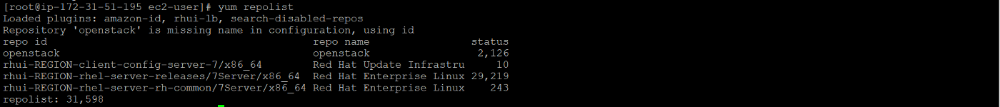 [root@ip-172-31-51-195 ec2-user]# yum repolist
Loaded plugins: amazon-id, rhui-lb, search-disabled-repos
Repository 'openstack' is missing name in configuration, using id
repo id                                          repo name                status
openstack                                        openstack                 2,126
rhui-REGION-client-config-server-7/x86_64        Red Hat Update Infrastru     10
rhui-REGION-rhel-server-releases/7Server/x86_64  Red Hat Enterprise Linux 29,219
rhui-REGION-rhel-server-rh-common/7Server/x86_64 Red Hat Enterprise Linux    243
repolist: 31,598